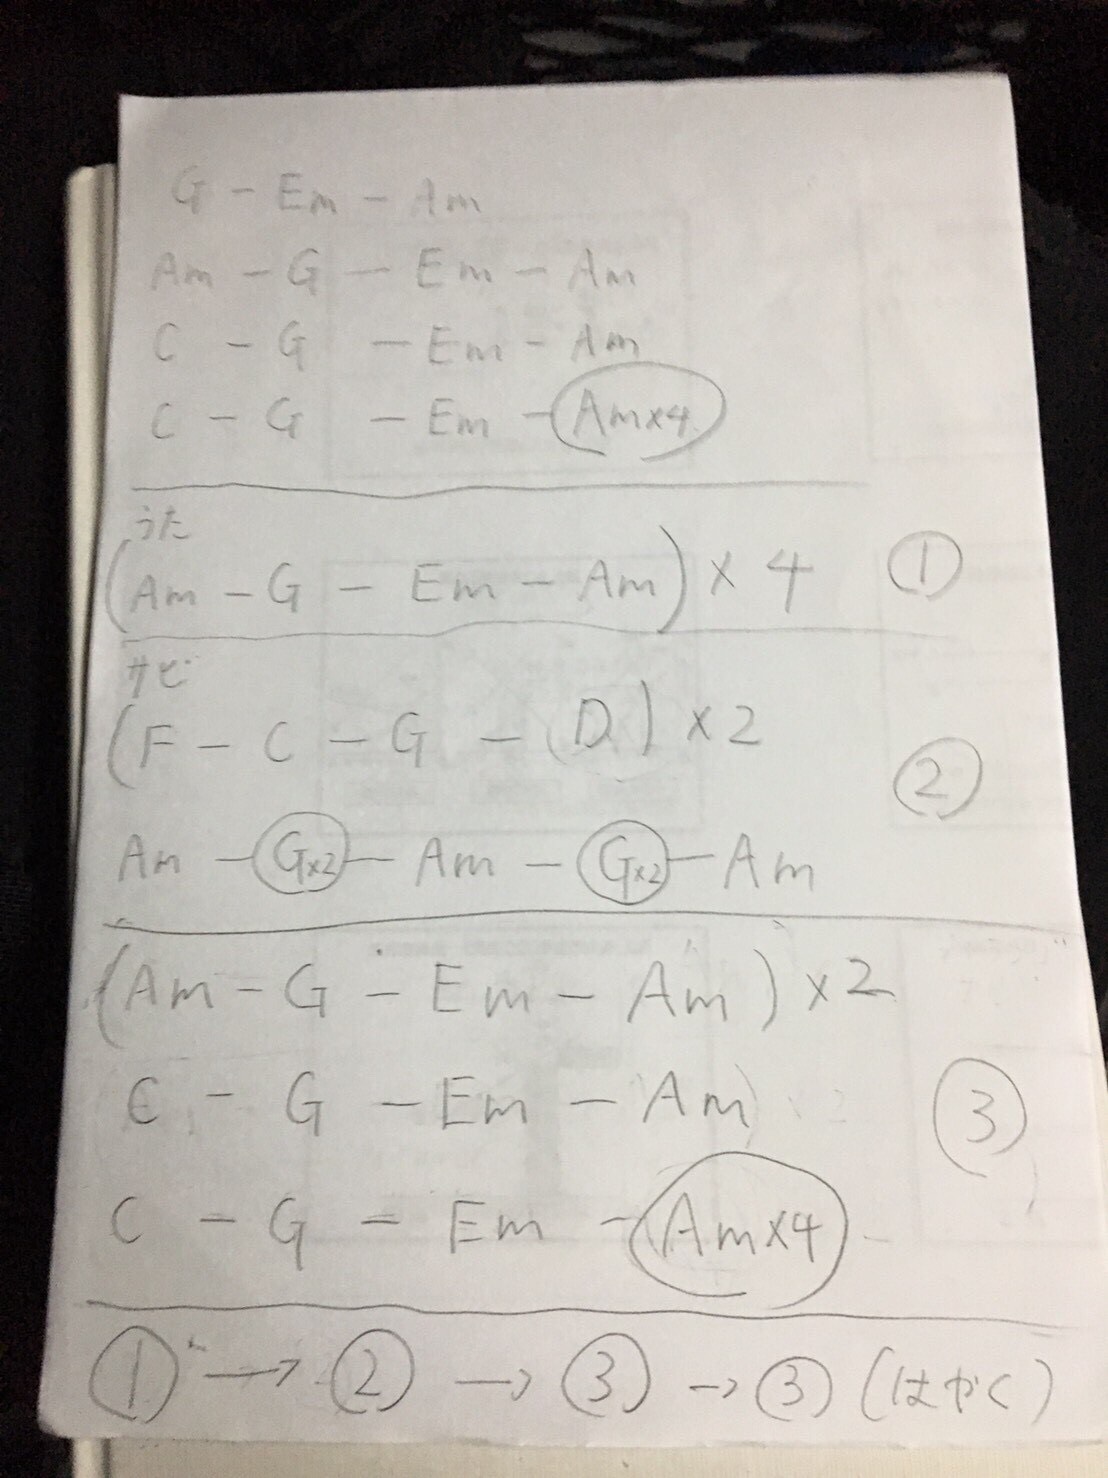 G - Em - Am
Am - G - Em - Am
C - G - Em - Am
C - G - Em - Am×4
うた
(Am - G - Em - Am) × 4 ①
サビ
(F - C - G - D) × 2
②
Am - G×2 - Am - G×2 - Am
(Am - G - Em - Am) × 2
C - G - Em - Am
③
C - G - Em - Am×4
① → ② → ③ → ③ (はやく)